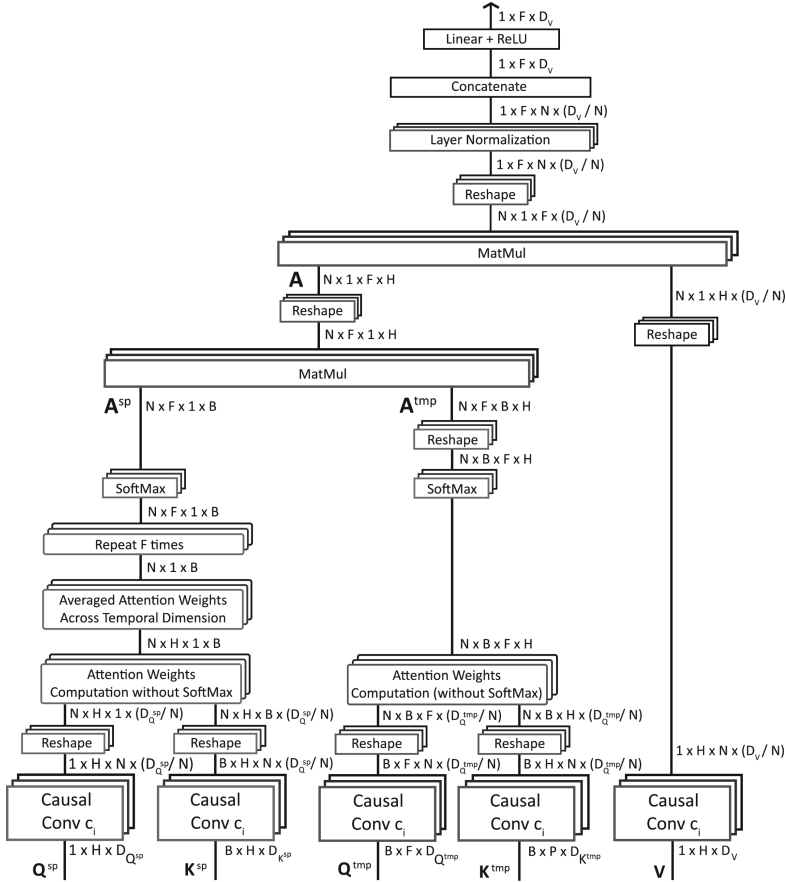 1 x F x D_V
Linear + ReLU
1 x F x D_V
Concatenate
1 x F x N x (D_V / N)
Layer Normalization
1 x F x N x (D_V / N)
Reshape
N x 1 x F x (D_V / N)
MatMul
A
N x 1 x F x H
N x 1 x H x (D_V / N)
Reshape
Reshape
N x F x 1 x H
MatMul
A^sp
N x F x 1 x B
A^tmp
N x F x B x H
Reshape
N x B x F x H
SoftMax
SoftMax
N x F x 1 x B
Repeat F times
N x 1 x B
Averaged Attention Weights
Across Temporal Dimension
N x H x 1 x B
N x B x F x H
Attention Weights
Computation without SoftMax
Attention Weights
Computation (without SoftMax)
N x H x 1 x (D_Q^sp / N)
N x H x B x (D_Q^sp / N)
N x B x F x (D_Q^tmp / N)
N x B x H x (D_Q^tmp / N)
Reshape
Reshape
Reshape
Reshape
1 x H x N x (D_Q^sp / N)
B x H x N x (D_Q^sp / N)
B x F x N x (D_Q^tmp / N)
B x H x N x (D_Q^tmp / N)
1 x H x N x (D_V / N)
Causal
Conv c_i
Causal
Conv c_i
Causal
Conv c_i
Causal
Conv c_i
Causal
Conv c_i
Q^sp
1 x H x D_Q^sp
K^sp
B x H x D_K^sp
Q^tmp
B x F x D_Q^tmp
K^tmp
B x P x D_K^tmp
V
1 x H x D_V